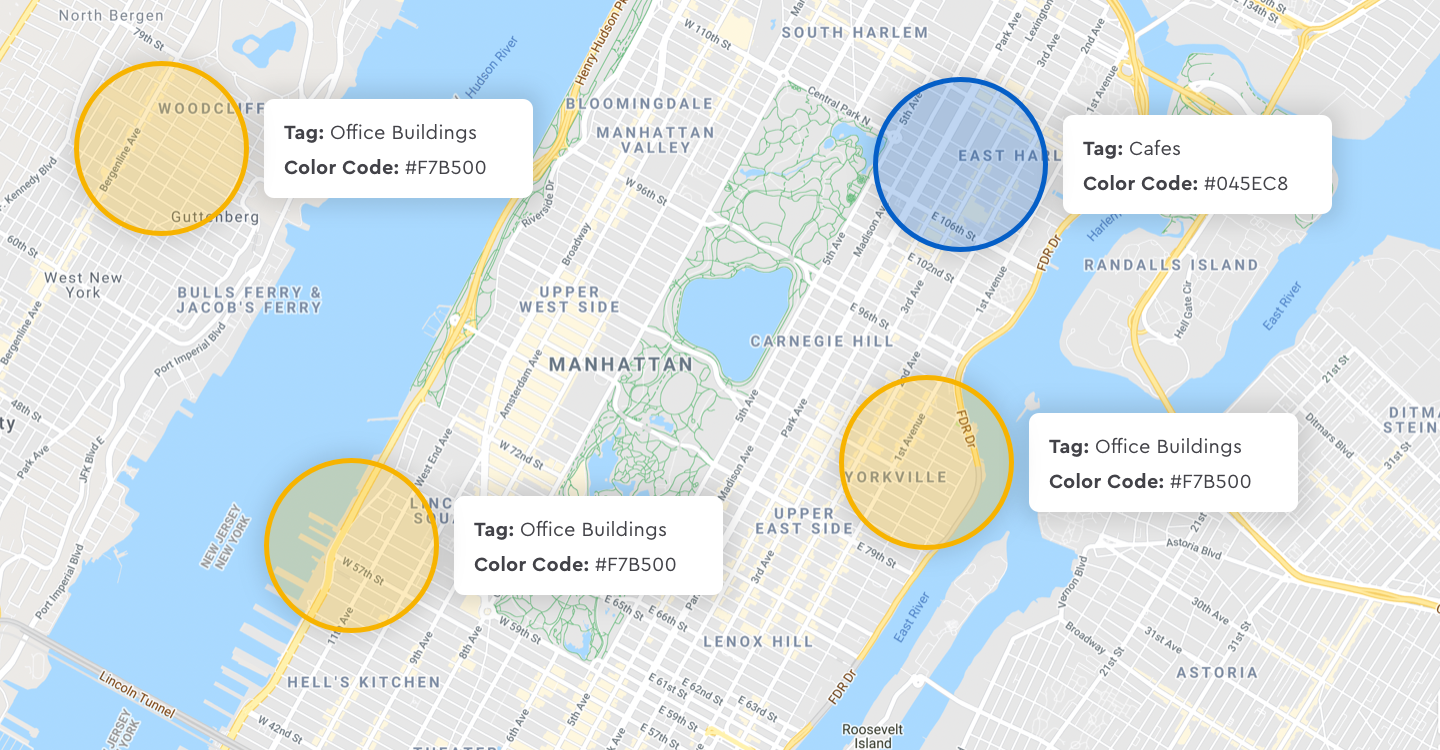 North Bergen
79th St
Hudson River
Henry Hudson Pk
W 110th St
SOUTH HARLEM
Park Ave
Lexing
3rd Ave
2nd Ave
134th St
1st Avenue
WOODCLIFF
Bergenline Ave
Guttenberg
Kennedy Blvd
60th St
Tag: Office Buildings
Color Code: #F7B500
BLOOMINGDALE
MANHATTAN
VALLEY
Central Park N
5th Ave
EAST HARL
E 106th St
Tag: Cafes
Color Code: #045EC8
Harlem
W 96th St
Riverside Dr
Broadway
5th Ave
Madison Ave
E 102nd St
FDR Dr
RANDALLS ISLAND
Hell Gate Cir
East River
West New
York
BULLS FERRY &
JACOB'S FERRY
Bergenline Ave
Port Imperial Blvd
UPPER
WEST SIDE
3rd Ave
1st Avenue
E 96th St
CARNEGIE HILL
MANHATTAN
Amsterdam Ave
2nd Ave
5th Ave
Park Ave
21st St
48th St
Park Ave
JFK Blvd E
West End Ave
W 72nd St
Madison Ave
1st Avenue
FDR Dr
YORKVILLE
Tag: Office Buildings
Color Code: #F7B500
Ditmars Blvd
31st St
DITMA
STEIN
NEW JERSEY
NEW YORK
LINC
SQUA
W 57th St
11th Ave
Tag: Office Buildings
Color Code: #F7B500
UPPER
EAST SIDE
E 79th St
3rd Ave
21st
Astoria Blvd
Vernon Blvd
Port Imperial Blvd
East River
E 65th St
E 66th St
W 59th St
9th Ave
8th Ave
LENOX HILL
30th Ave
31st Ave
31st St
Broadway
21st St
ASTORIA
Lincoln Tunnel
HELL'S KITCHEN
E 61st St
E 62nd St
E 63rd St
E 59th St
E 57th St
5th Ave
FDR Dr
W 42nd St
Roosevelt
Island